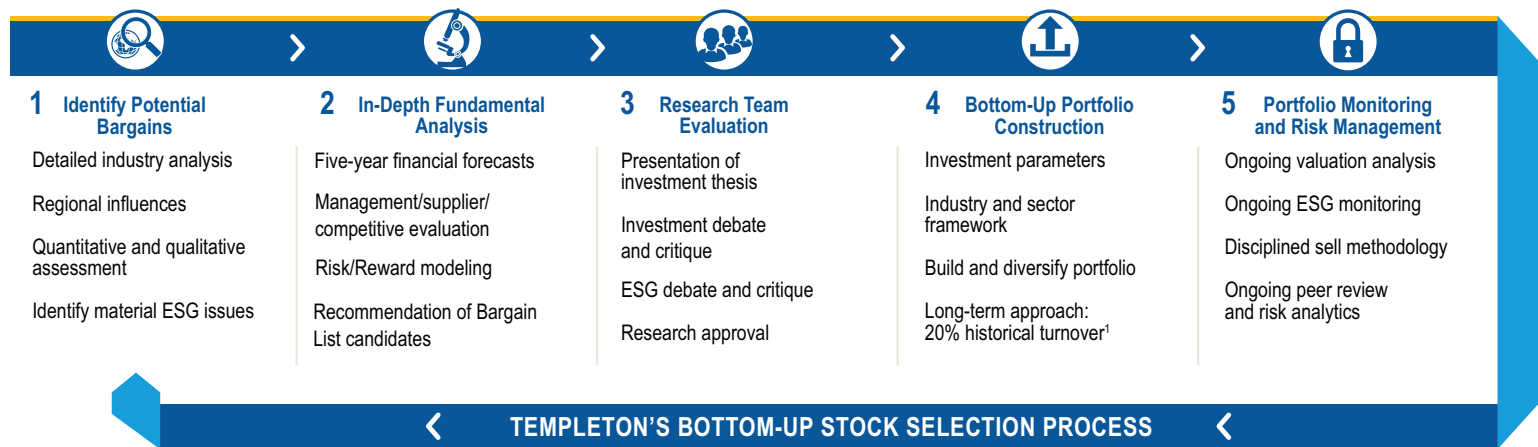 1 Identify Potential
Bargains
Detailed industry analysis
Regional influences
Quantitative and qualitative
assessment
Identify material ESG issues
2 In-Depth Fundamental
Analysis
Five-year financial forecasts
Management/supplier/
competitive evaluation
Risk/Reward modeling
Recommendation of Bargain
List candidates
3 Research Team
Evaluation
Presentation of
investment thesis
Investment debate
and critique
ESG debate and critique
Research approval
4 Bottom-Up Portfolio
Construction
Investment parameters
Industry and sector
framework
Build and diversify portfolio
Long-term approach:
20% historical turnover¹
5 Portfolio Monitoring
and Risk Management
Ongoing valuation analysis
Ongoing ESG monitoring
Disciplined sell methodology
Ongoing peer review
and risk analytics
TEMPLETON’S BOTTOM-UP STOCK SELECTION PROCESS